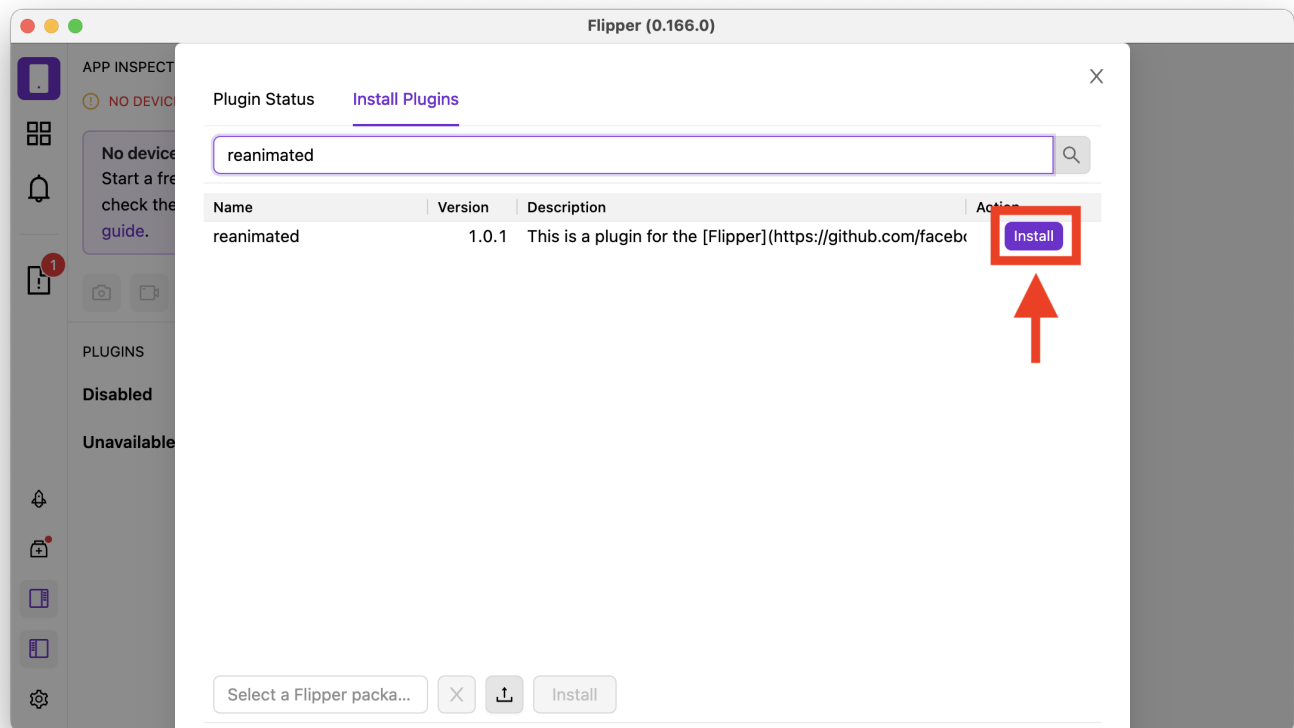 Flipper (0.166.0)
APP INSPECT
NO DEVIC
No device
Start a fre
check the
guide.
1
PLUGINS
Disabled
Unavailable
Plugin Status
Install Plugins
reanimated
Name Version Description Action
reanimated 1.0.1 This is a plugin for the [Flipper](https://github.com/facebo Install
Select a Flipper packa...
Install